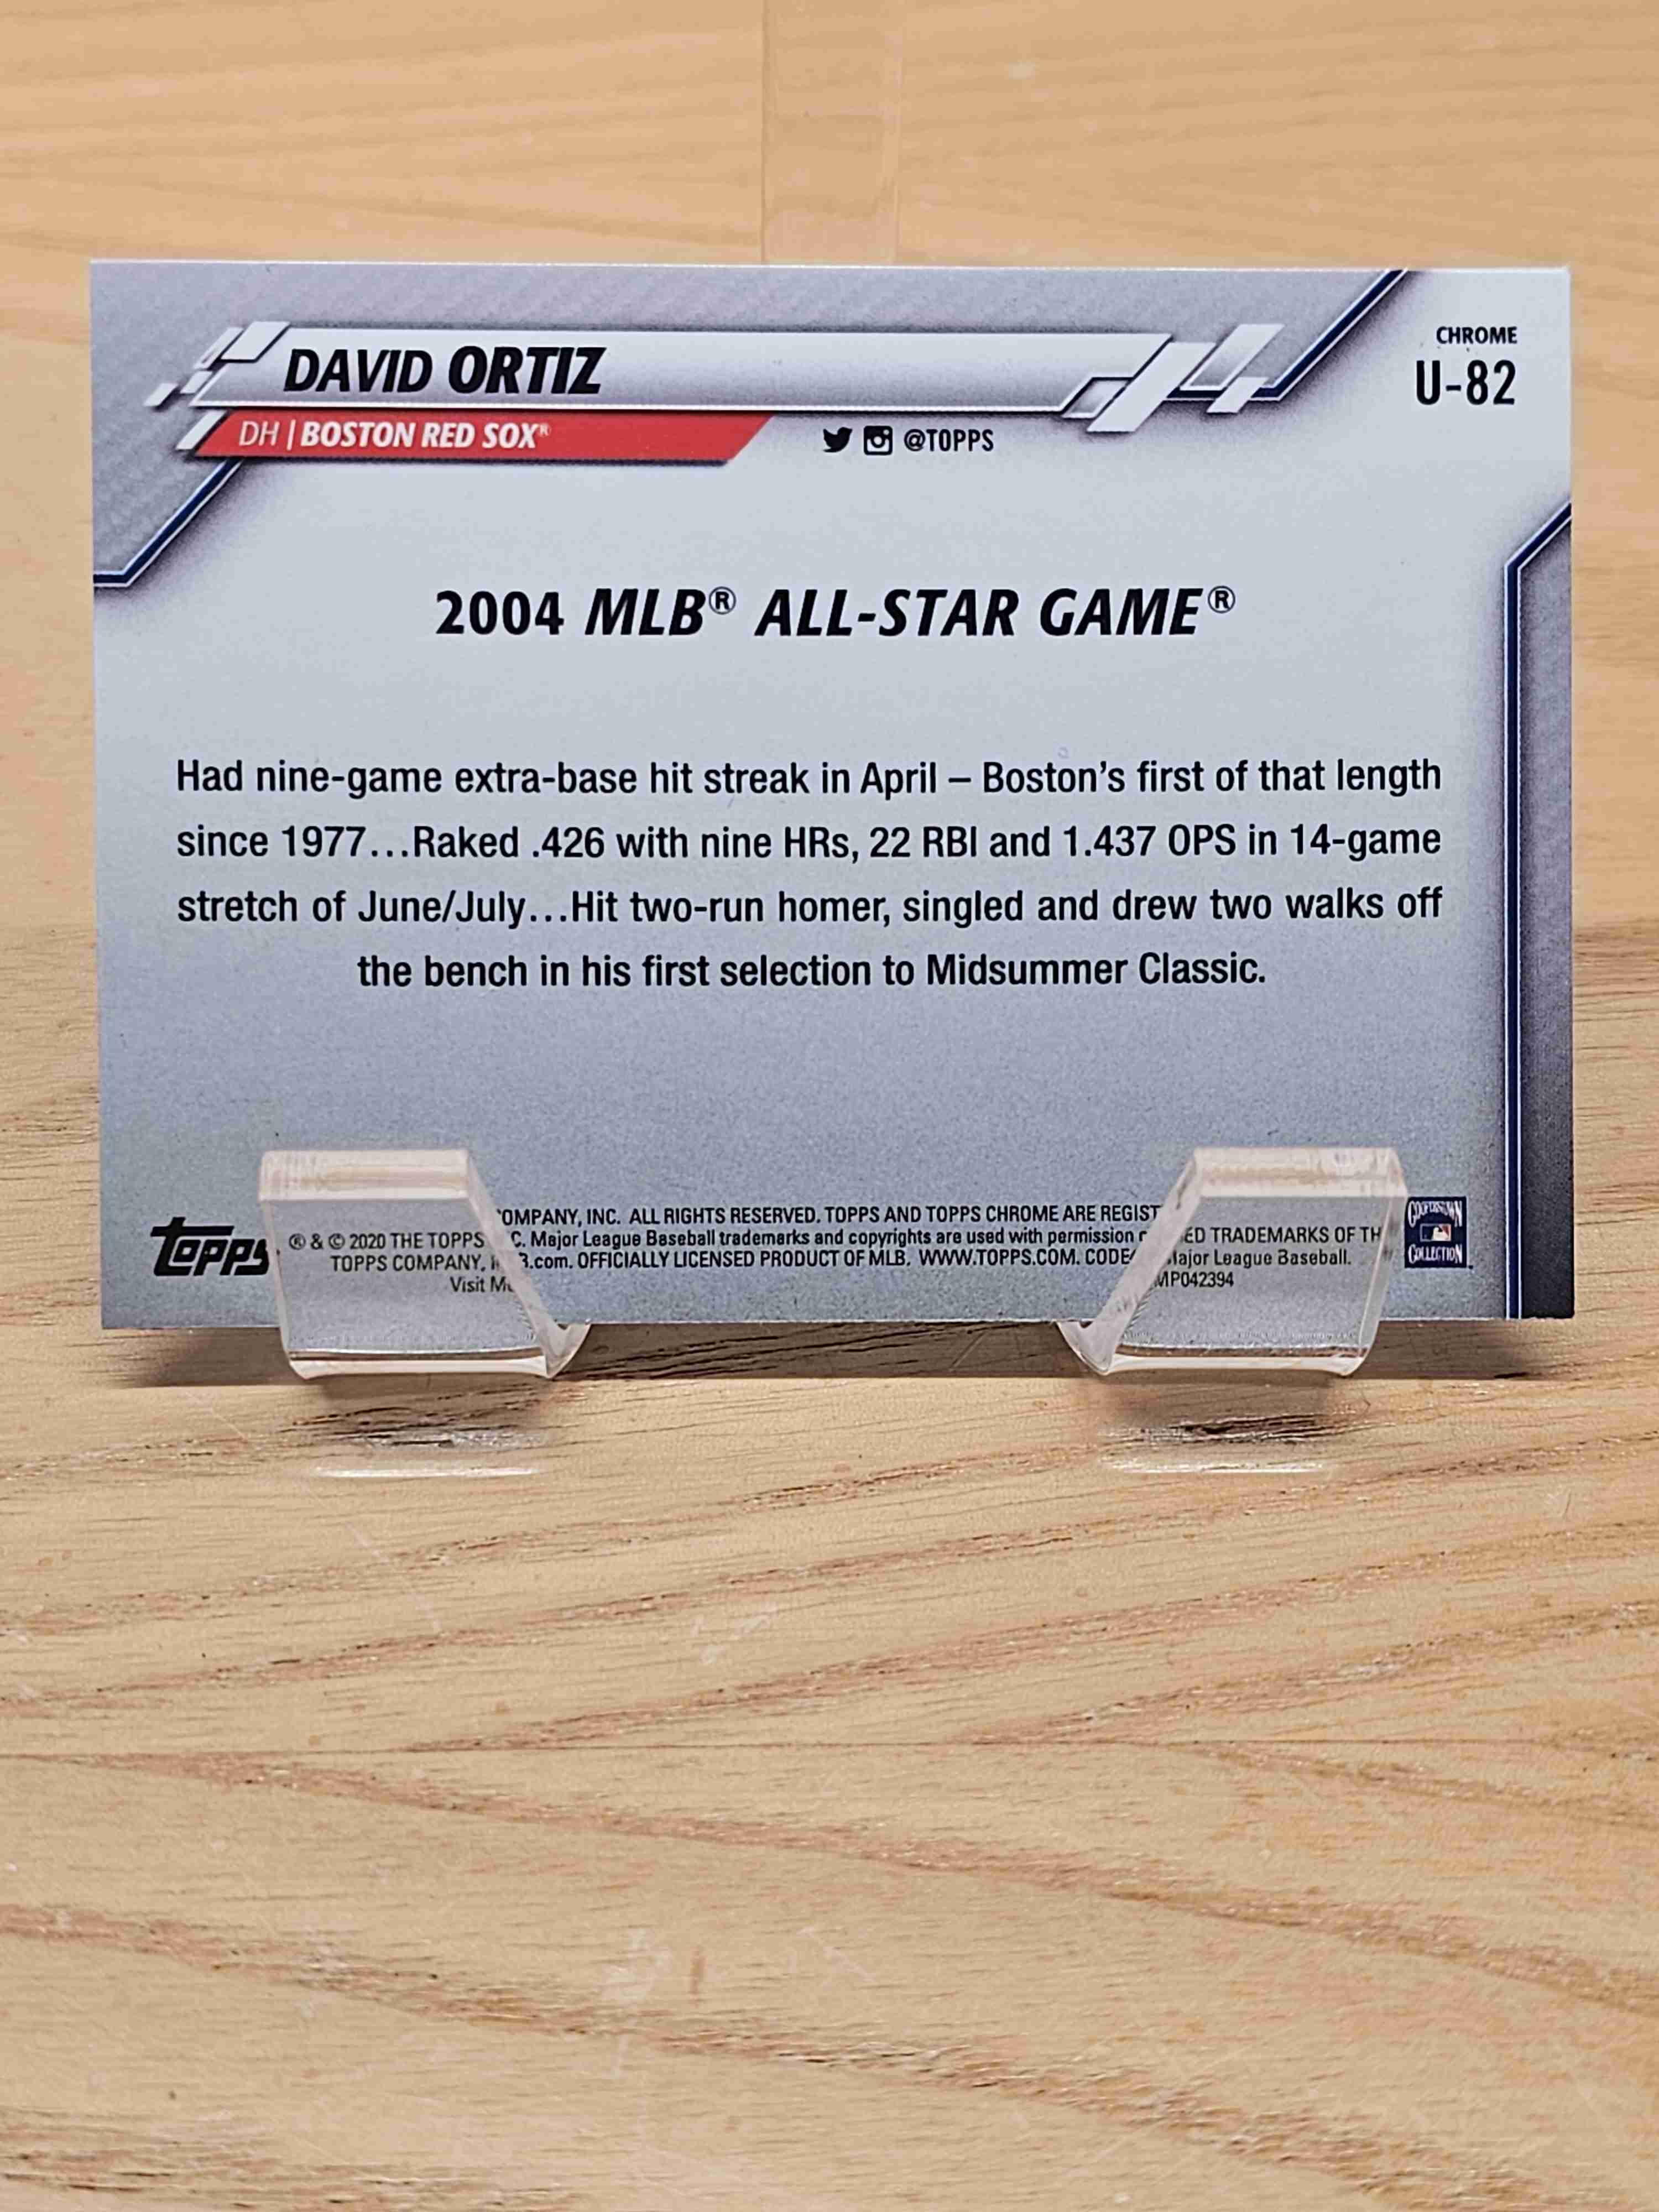 CHROME
U-82
DAVID ORTIZ
DH | BOSTON RED SOX®
@TOPPS
2004 MLB® ALL-STAR GAME®
Had nine-game extra-base hit streak in April – Boston's first of that length
since 1977...Raked .426 with nine HRs, 22 RBI and 1.437 OPS in 14-game
stretch of June/July...Hit two-run homer, singled and drew two walks off
the bench in his first selection to Midsummer Classic.
topps
® & © 2020 THE TOPPS COMPANY, INC. ALL RIGHTS RESERVED. TOPPS AND TOPPS CHROME ARE ED TRADEMARKS OF
TOPPS COMPANY, C. Major League Baseball trademarks and copyrights are used with permission Major League Baseball.
Visit .com. OFFICIALLY LICENSED PRODUCT OF MLB. WWW.TOPPS.COM. CODE MP042394
COOPERSTOWN
COLLECTION